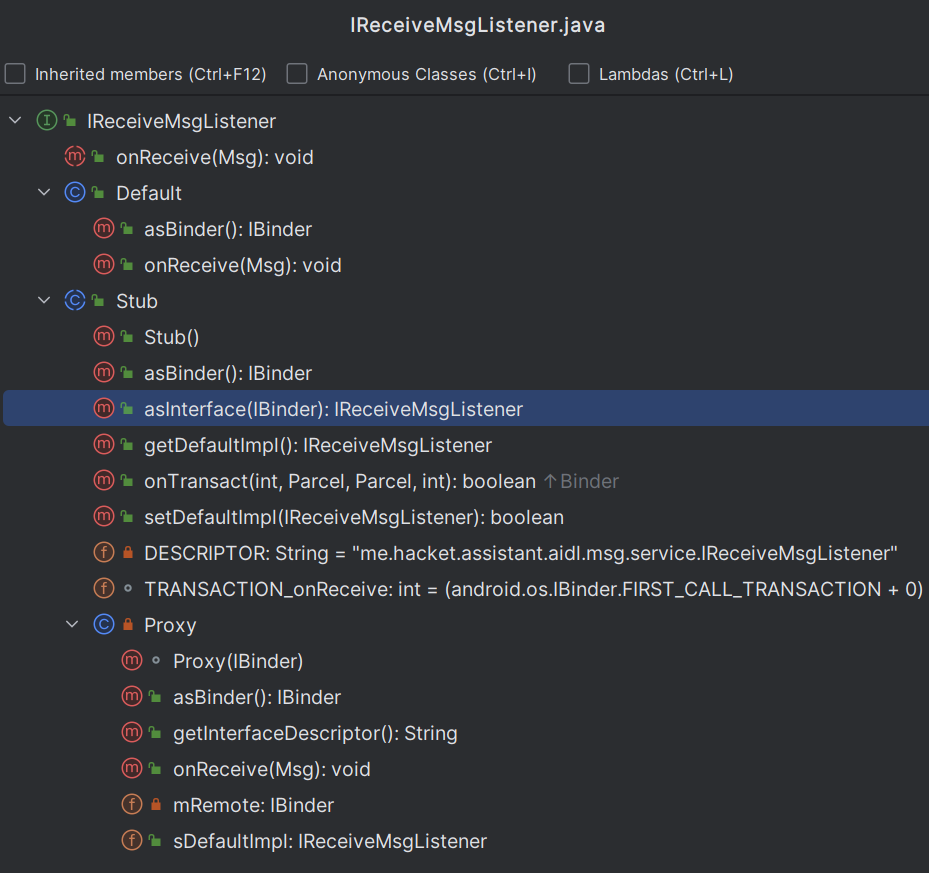 IReceiveMsgListener.java
Inherited members (Ctrl+F12) Anonymous Classes (Ctrl+I) Lambdas (Ctrl+L)
I IReceiveMsgListener
m onReceive(Msg): void
C Default
m asBinder(): IBinder
m onReceive(Msg): void
C Stub
m Stub()
m asBinder(): IBinder
m asInterface(IBinder): IReceiveMsgListener
m getDefaultImpl(): IReceiveMsgListener
m onTransact(int, Parcel, Parcel, int): boolean ↑Binder
m setDefaultImpl(IReceiveMsgListener): boolean
f DESCRIPTOR: String = "me.hacket.assistant.aidl.msg.service.IReceiveMsgListener"
f TRANSACTION_onReceive: int = (android.os.IBinder.FIRST_CALL_TRANSACTION + 0)
C Proxy
m Proxy(IBinder)
m asBinder(): IBinder
m getInterfaceDescriptor(): String
m onReceive(Msg): void
f mRemote: IBinder
f sDefaultImpl: IReceiveMsgListener